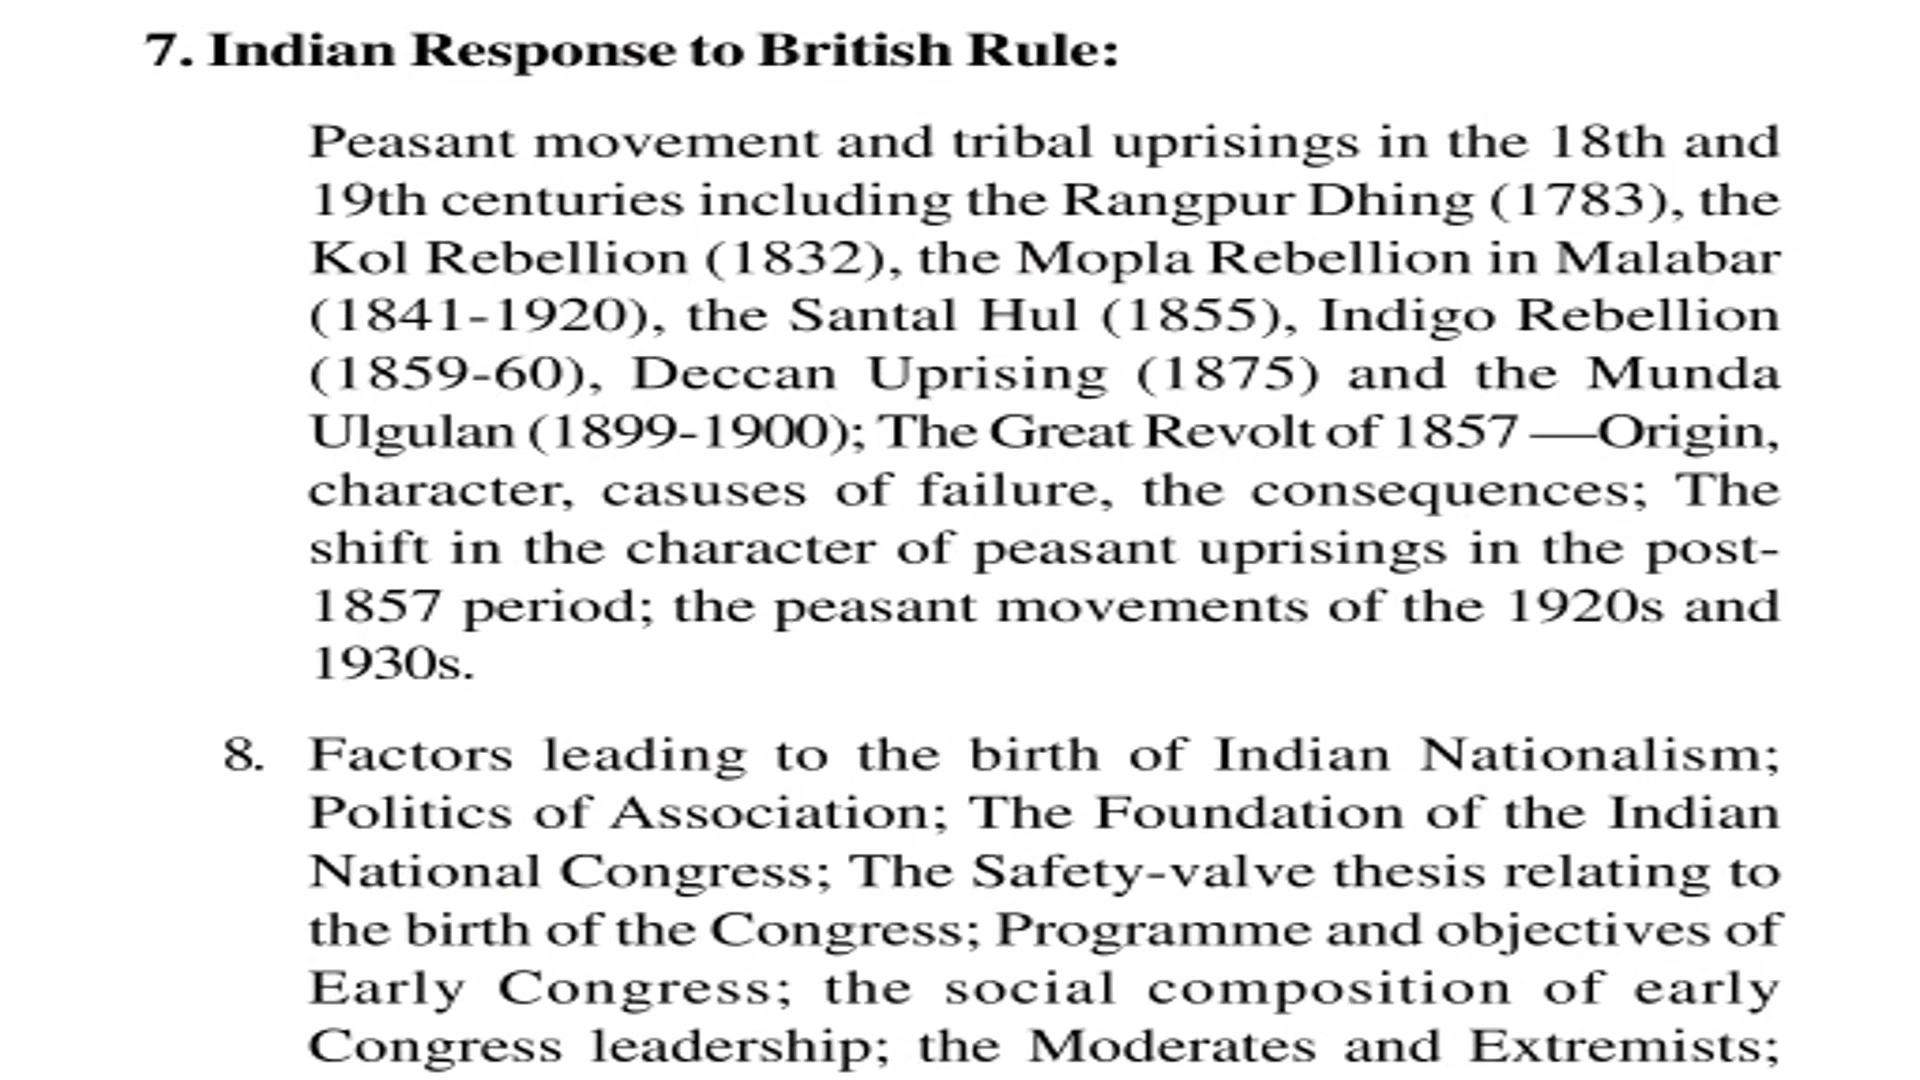 7. Indian Response to British Rule:
Peasant movement and tribal uprisings in the 18th and
19th centuries including the Rangpur Dhing (1783), the
Kol Rebellion (1832), the Mopla Rebellion in Malabar
(1841-1920), the Santal Hul (1855), Indigo Rebellion
(1859-60), Deccan Uprising (1875) and the Munda
Ulgulan (1899-1900); The Great Revolt of 1857 —Origin,
character, casuses of failure, the consequences; The
shift in the character of peasant uprisings in the post-
1857 period; the peasant movements of the 1920s and
1930s.
8. Factors leading to the birth of Indian Nationalism;
Politics of Association; The Foundation of the Indian
National Congress; The Safety-valve thesis relating to
the birth of the Congress; Programme and objectives of
Early Congress; the social composition of early
Congress leadership; the Moderates and Extremists;